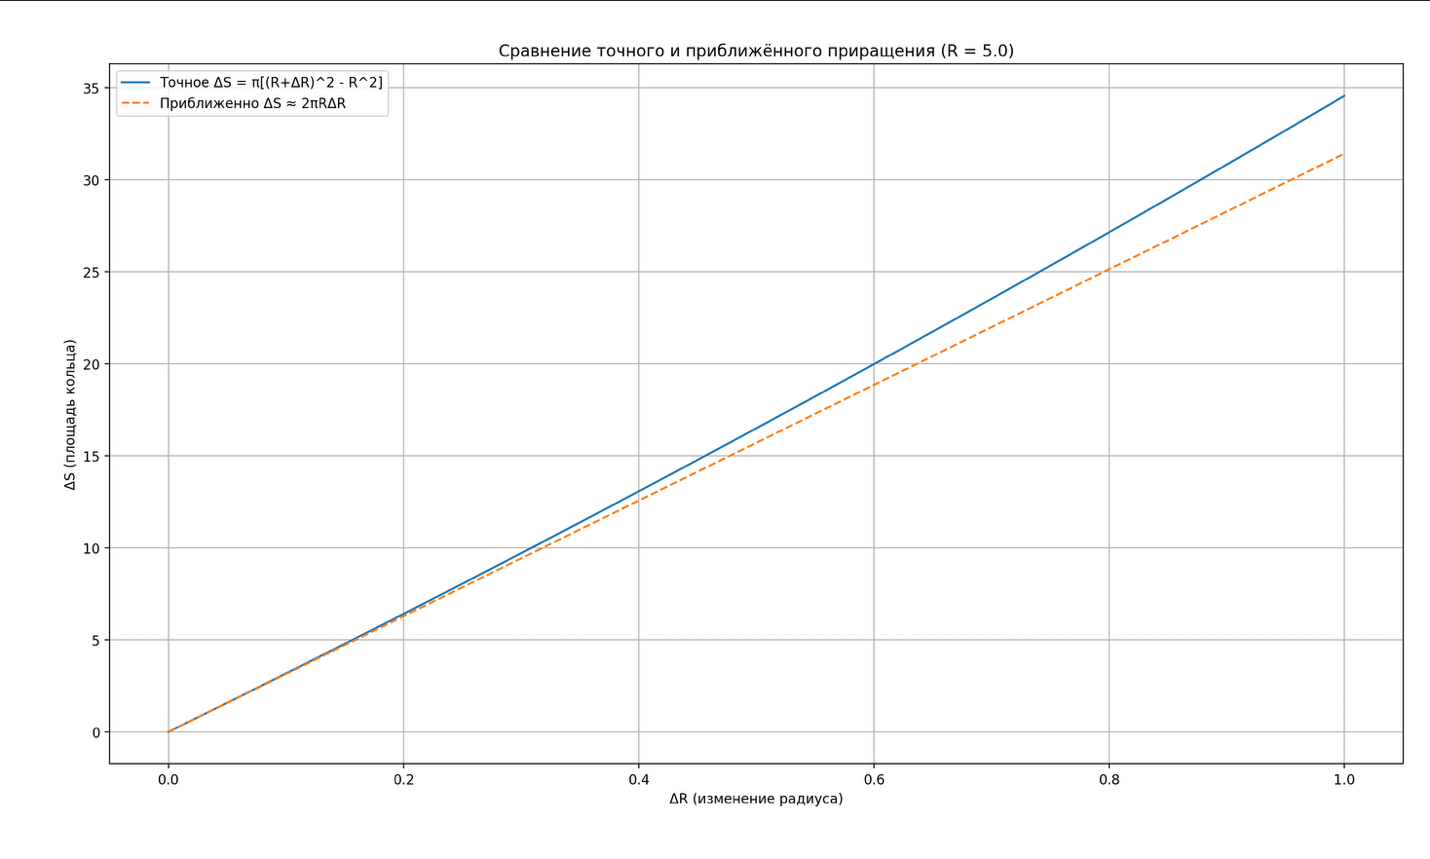 Сравнение точного и приближённого приращения (R = 5.0)
Точное ΔS = π[(R+ΔR)^2 - R^2]
Приближенно ΔS ≈ 2πRΔR
35
30
25
20
15
10
5
0
ΔS (площадь кольца)
0.0 0.2 0.4 0.6 0.8 1.0
ΔR (изменение радиуса)